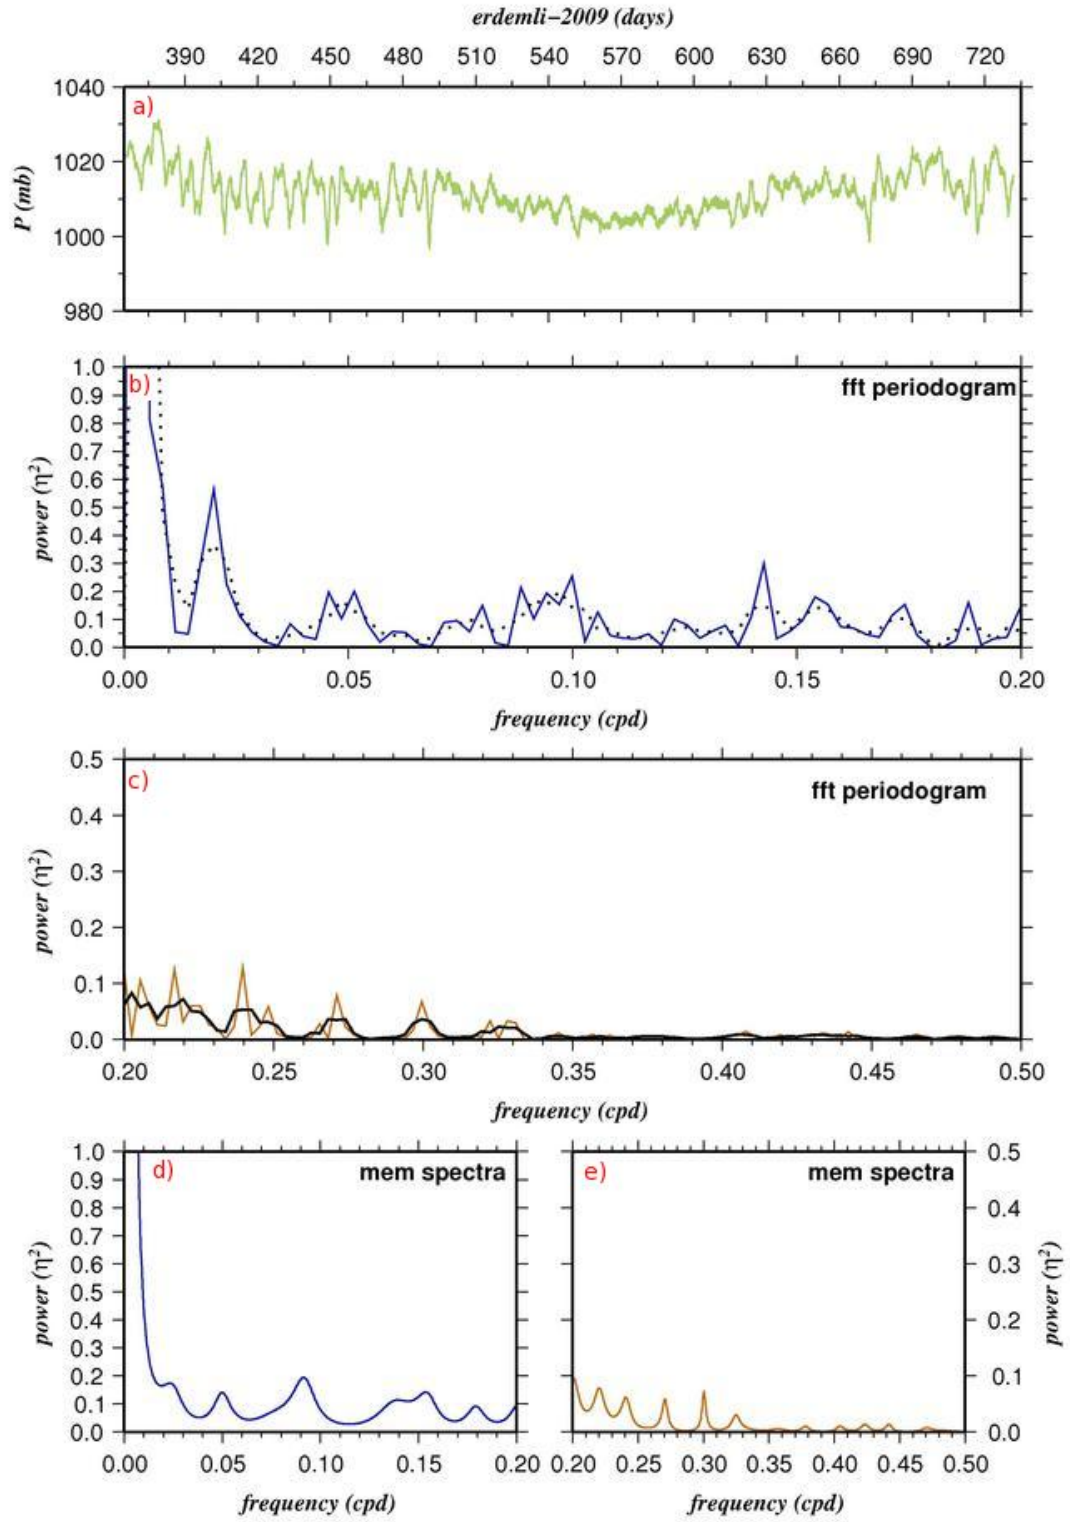 erdemli−2009 (days)
390 420 450 480 510 540 570 600 630 660 690 720
a)
P (mb)
1040
1020
1000
980
b)
fft periodogram
power (η²)
1.0
0.9
0.8
0.7
0.6
0.5
0.4
0.3
0.2
0.1
0.0
0.00 0.05 0.10 0.15 0.20
frequency (cpd)
c)
fft periodogram
power (η²)
0.5
0.4
0.3
0.2
0.1
0.0
0.20 0.25 0.30 0.35 0.40 0.45 0.50
frequency (cpd)
d)
mem spectra
power (η²)
1.0
0.9
0.8
0.7
0.6
0.5
0.4
0.3
0.2
0.1
0.0
0.00 0.05 0.10 0.15 0.20
frequency (cpd)
e)
mem spectra
0.5
0.4
0.3
0.2
0.1
0.0
power (η²)
0.20 0.25 0.30 0.35 0.40 0.45 0.50
frequency (cpd)